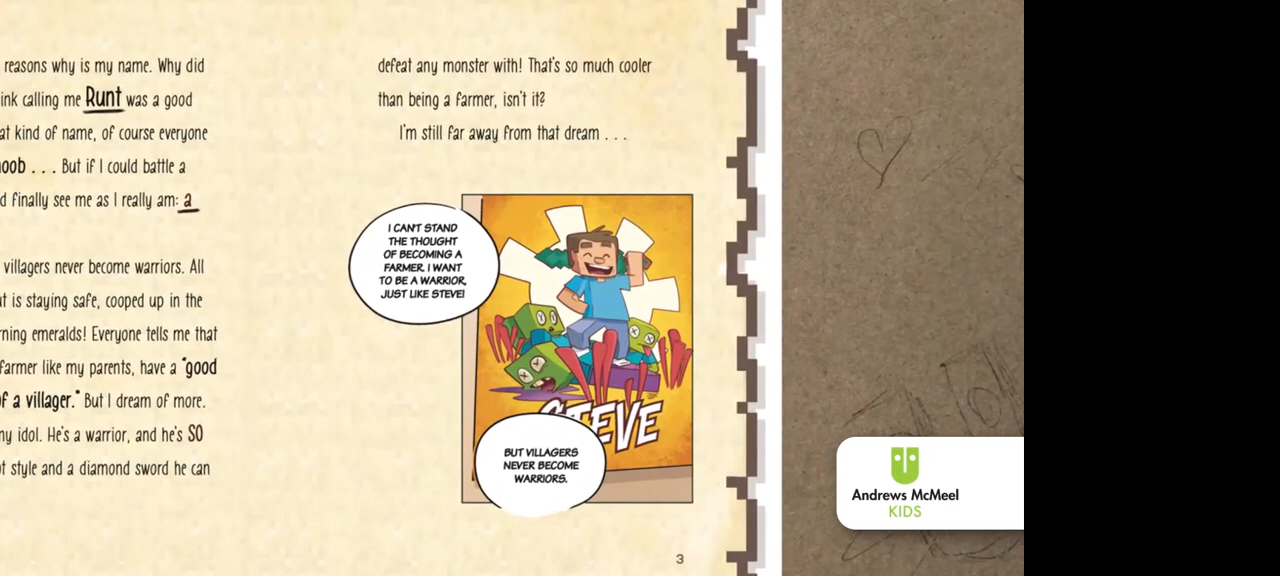 reasons why is my name. Why did
ink calling me Runt was a good
at kind of name, of course everyone
noob . . . But if I could battle a
d finally see me as I really am: a
villagers never become warriors. All
t is staying safe, cooped up in the
rning emeralds! Everyone tells me that
farmer like my parents, have a "good
f a villager." But I dream of more.
ny idol. He's a warrior, and he's SO
t style and a diamond sword he can
defeat any monster with! That's so much cooler
than being a farmer, isn't it?
I'm still far away from that dream . . .
I CAN'T STAND
THE THOUGHT
OF BECOMING A
FARMER. I WANT
TO BE A WARRIOR,
JUST LIKE STEVE!
STEVE
BUT VILLAGERS
NEVER BECOME
WARRIORS.
3
Andrews McMeel
KIDS